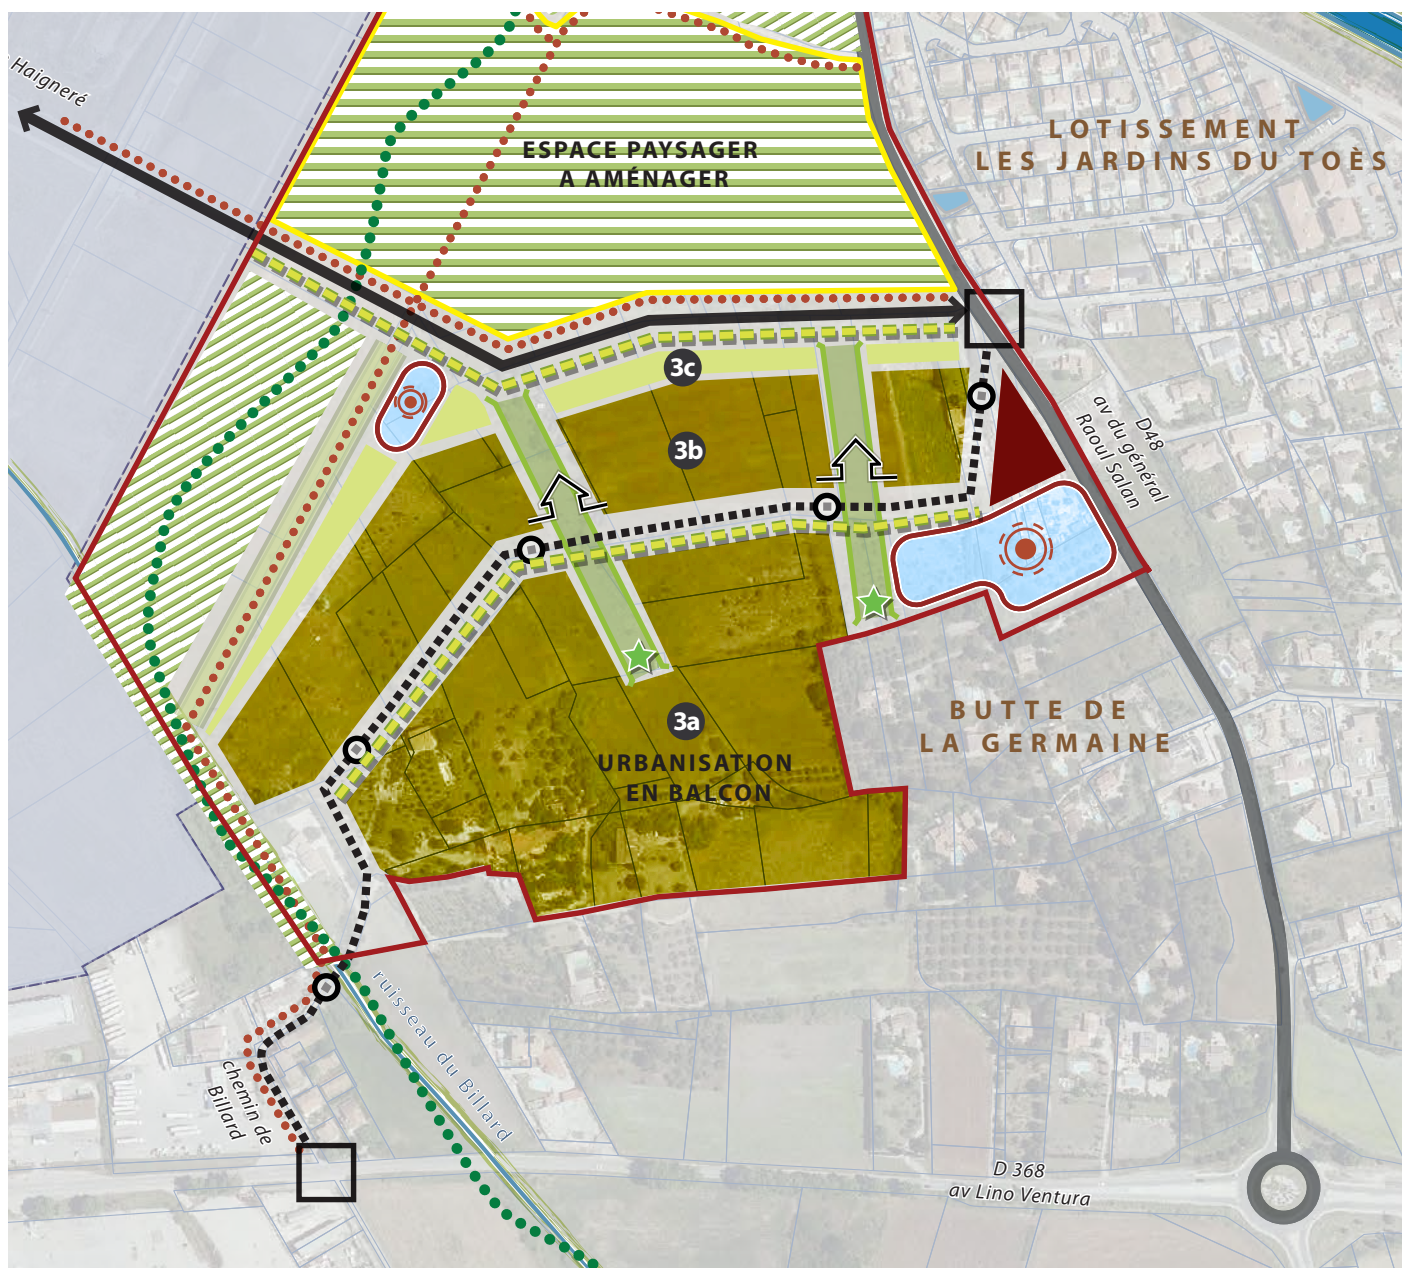 Haigneré
ESPACE PAYSAGER
A AMÉNAGER
LOTISSEMENT
LES JARDINS DU TOÈS
3c
3b
D48
av du général
Raoul Salan
3a
URBANISATION
EN BALCON
BUTTE DE
LA GERMAINE
ruisseau du Billard
chemin de
Billard
D 368
av Lino Ventura